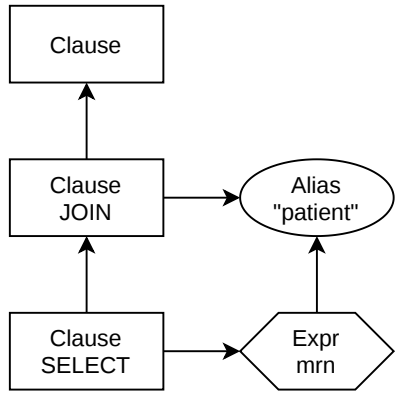 Clause
Clause
JOIN
Alias
"patient"
Clause
SELECT
Expr
mrn